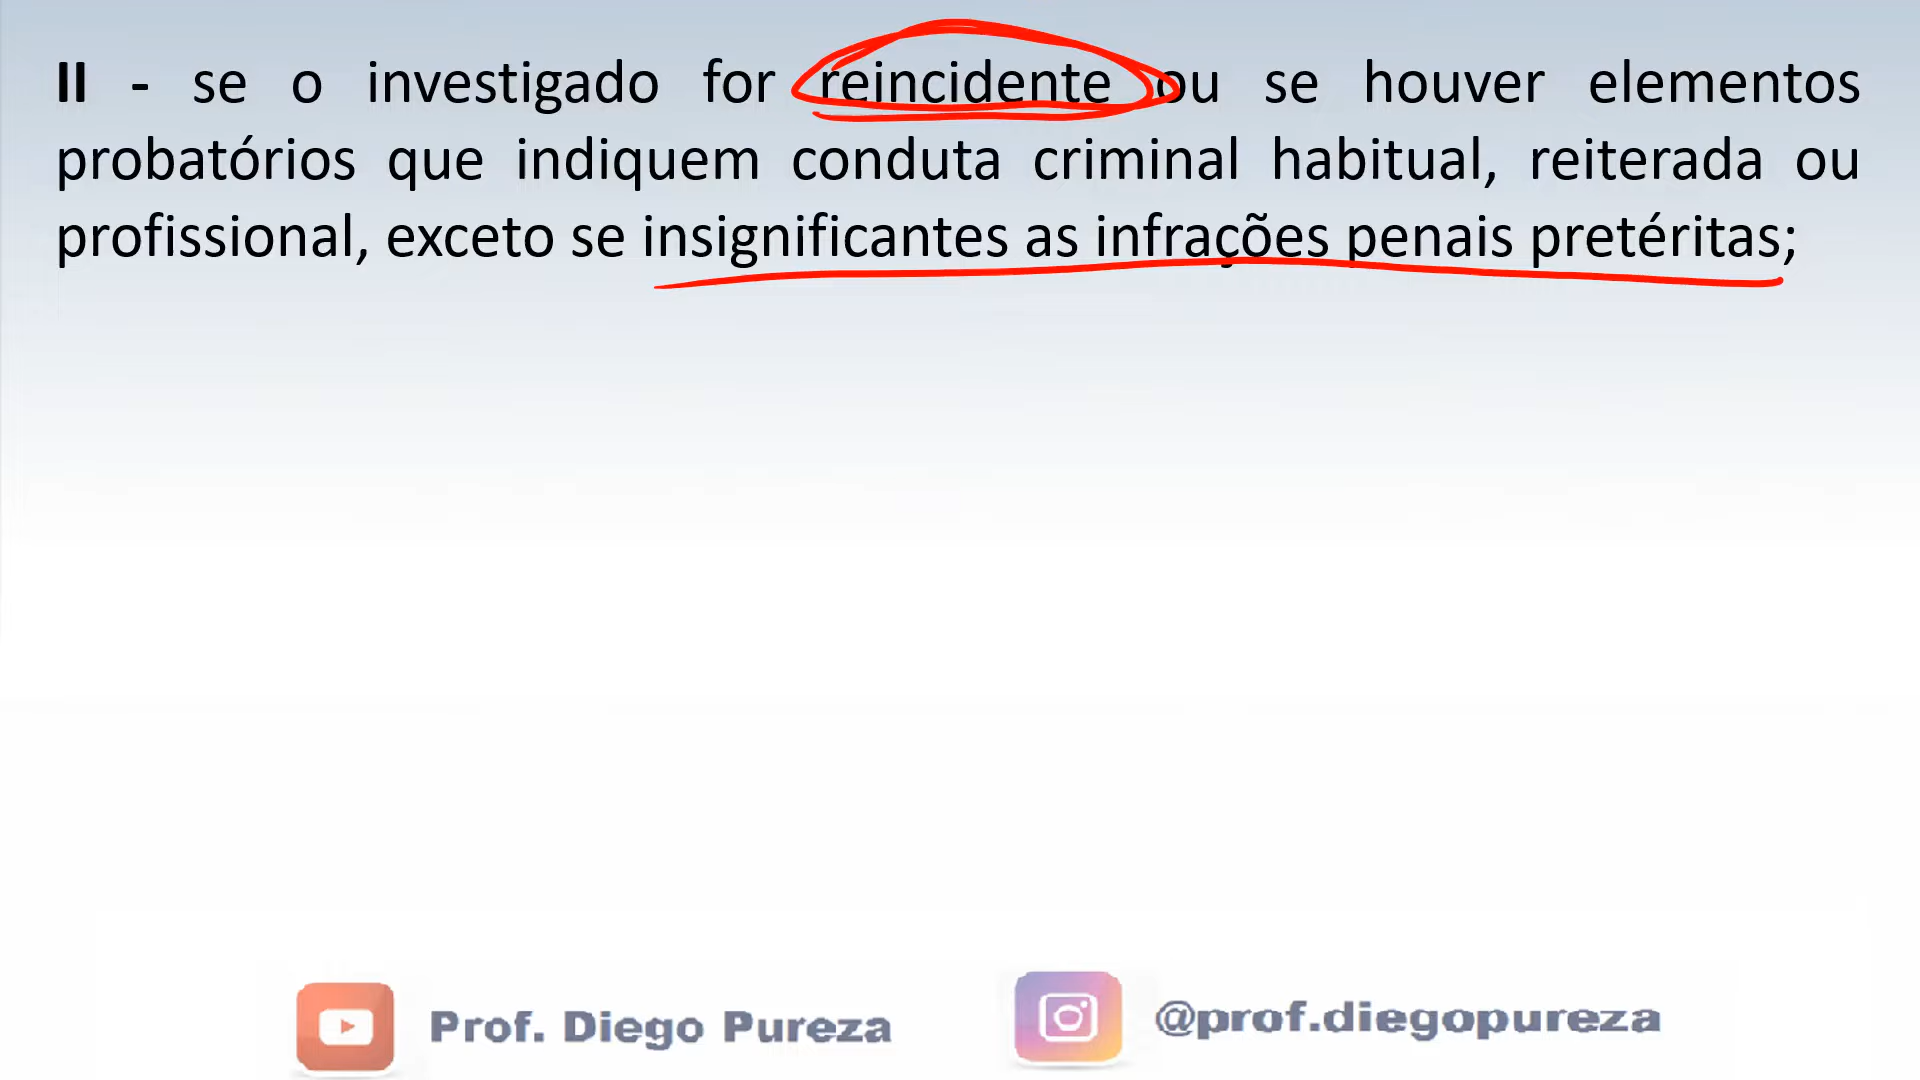 II - se o investigado for reincidente ou se houver elementos
probatórios que indiquem conduta criminal habitual, reiterada ou
profissional, exceto se insignificantes as infrações penais pretéritas;
Prof. Diego Pureza
@prof.diegopureza